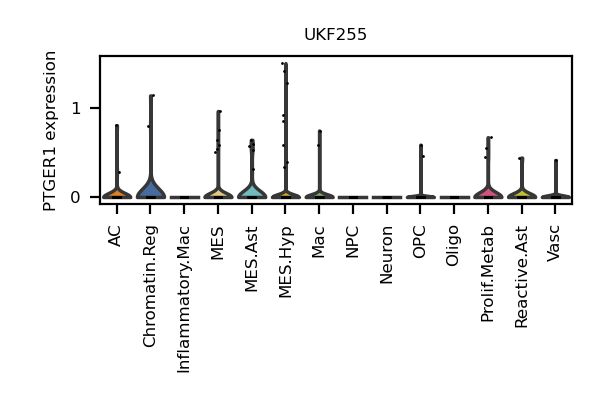 UKF255
PTGER1 expression
1
0
AC
Chromatin.Reg
Inflammatory.Mac
MES
MES.Ast
MES.Hyp
Mac
NPC
Neuron
OPC
Oligo
Prolif.Metab
Reactive.Ast
Vasc